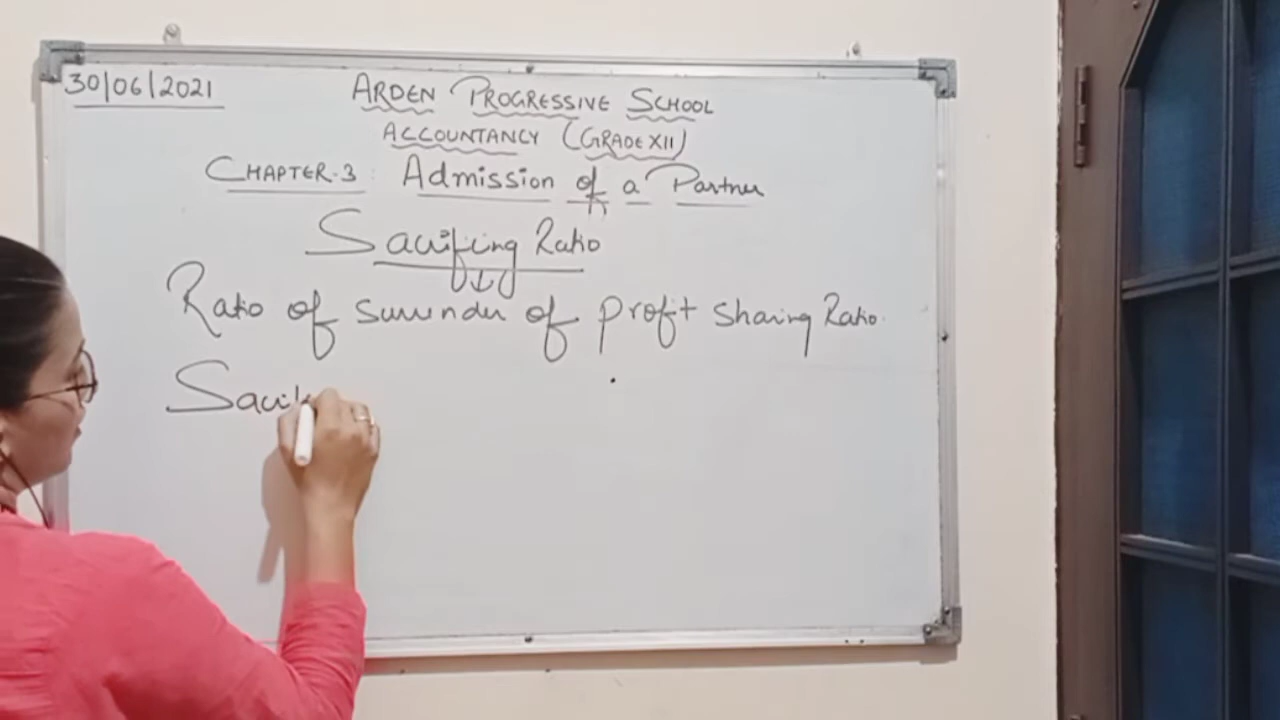 30/06/2021
ARDEN PROGRESSIVE SCHOOL
ACCOUNTANCY (GRADE XII)
CHAPTER-3: Admission of a Partner
Sacrificing Ratio
Ratio of surrender of profit sharing Ratio.